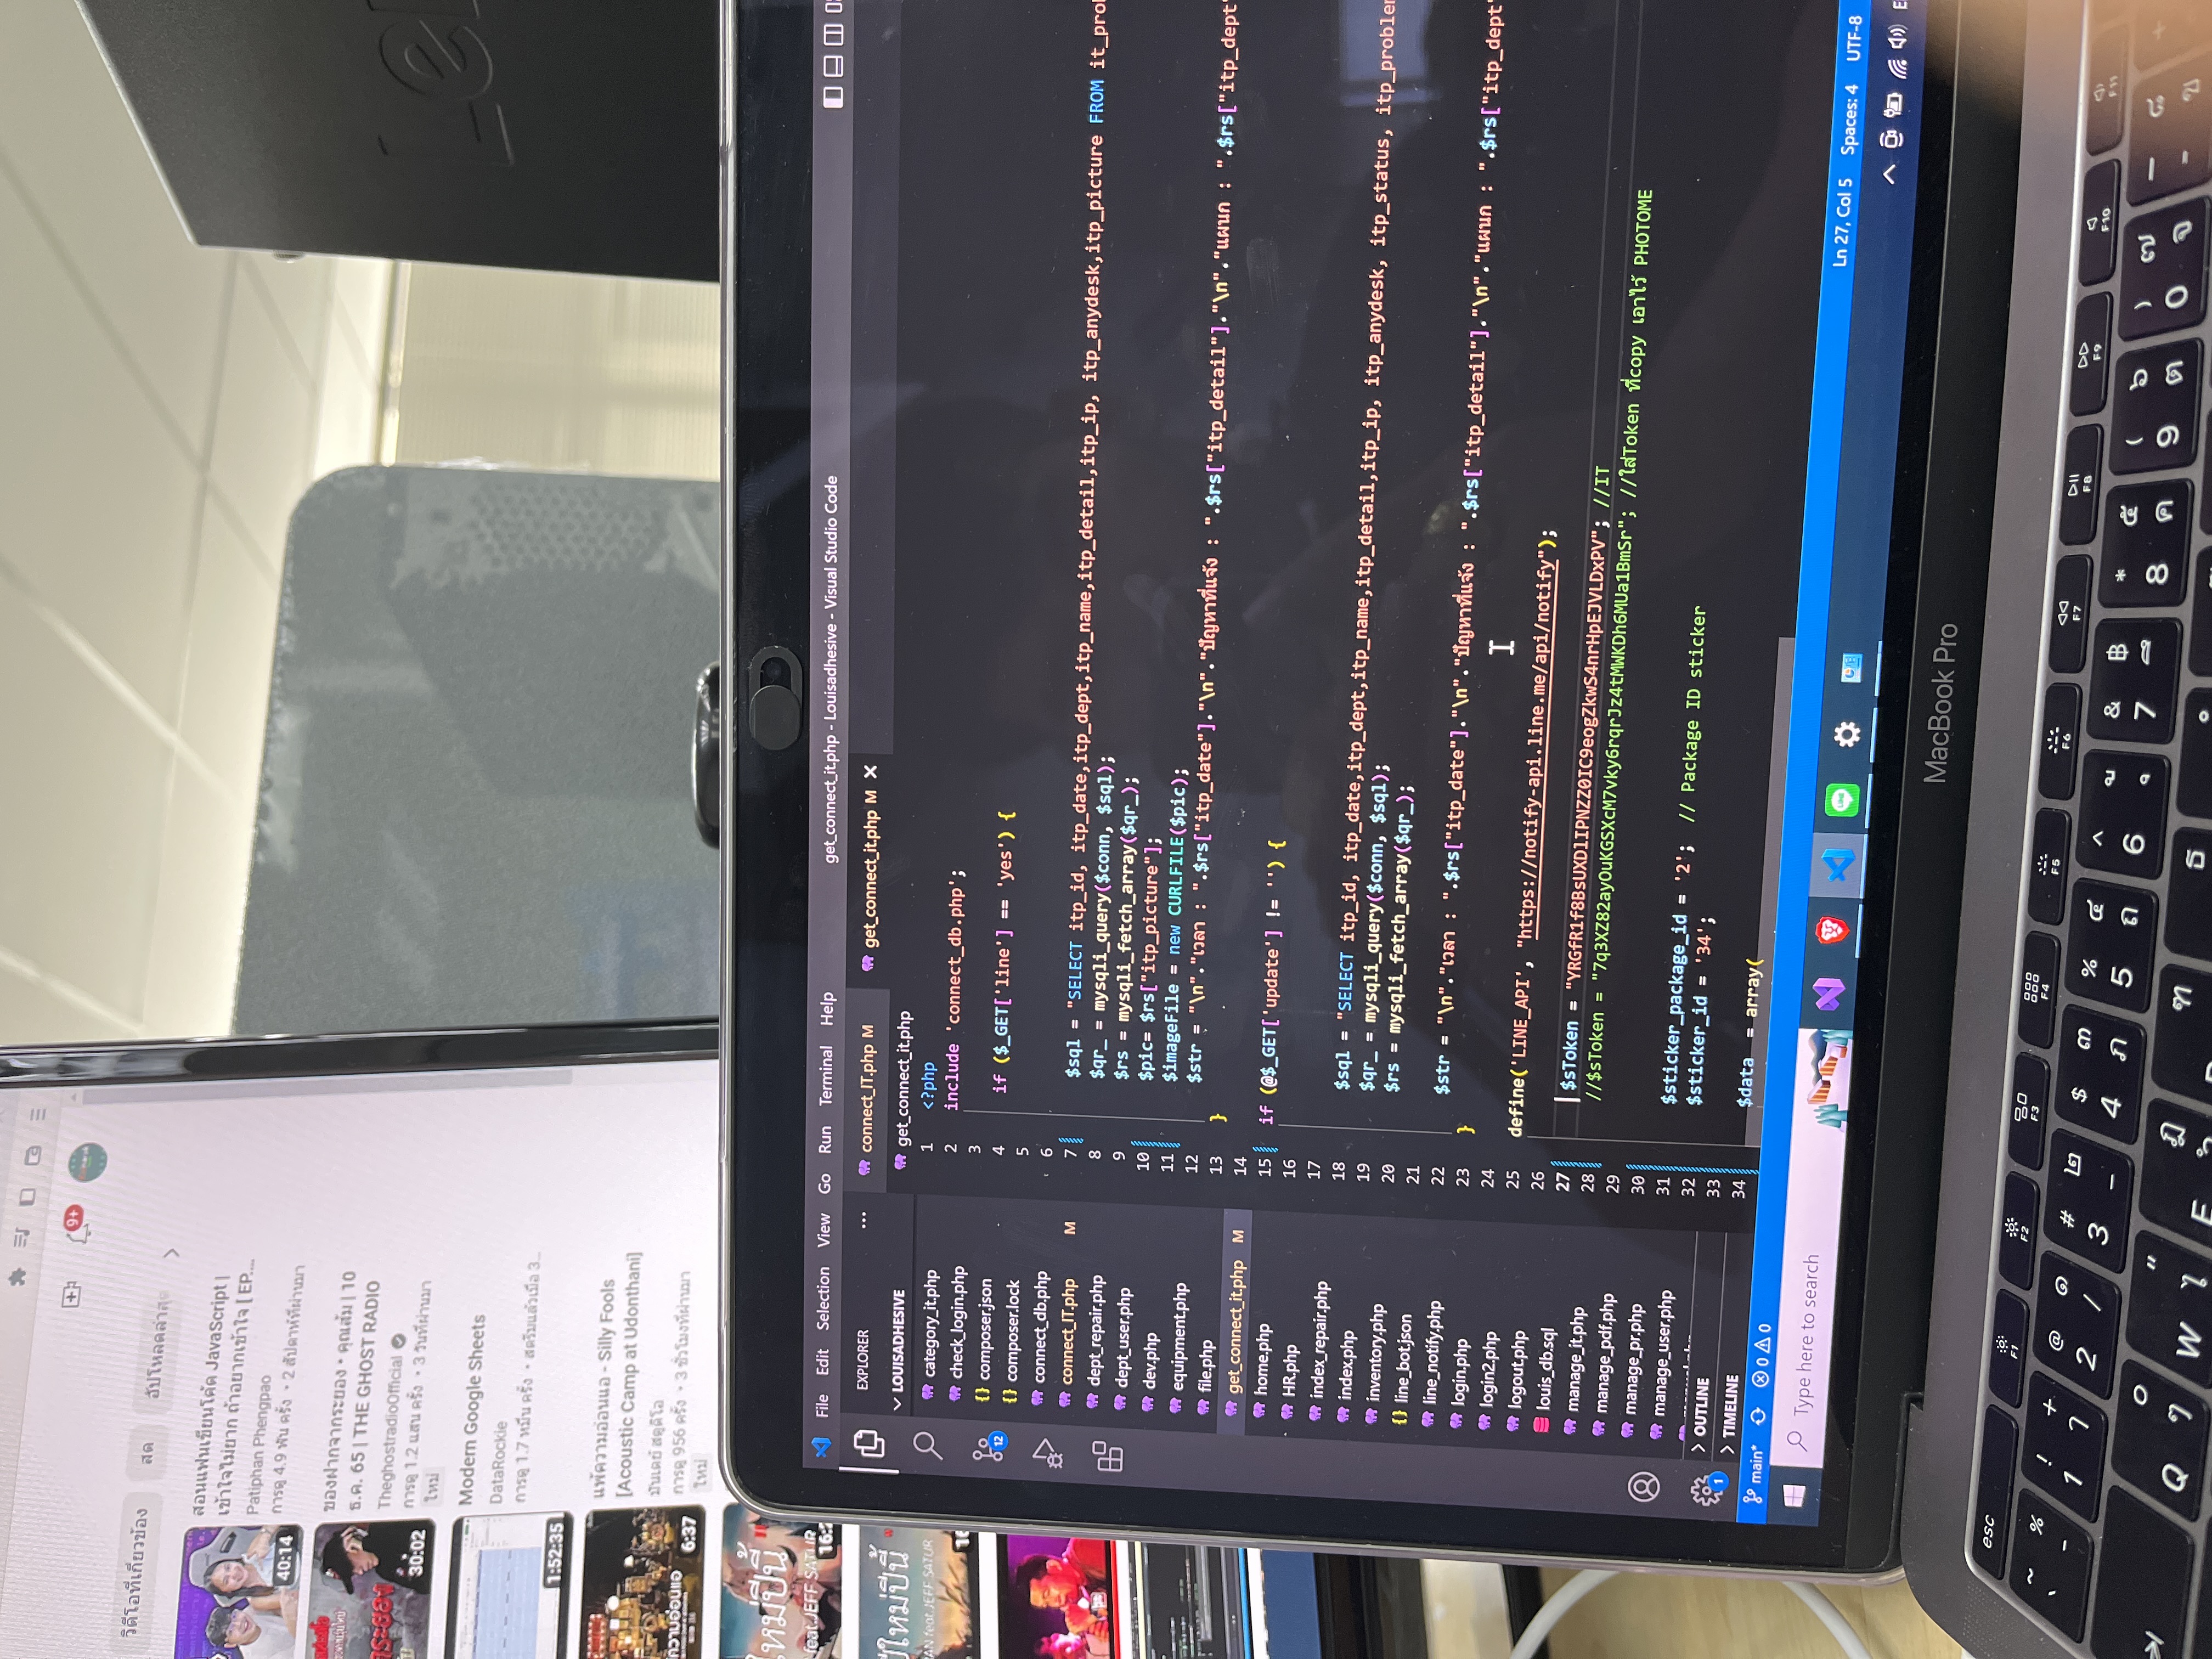 9+
วิดีโอที่เกี่ยวข้อง
สด
อัปโหลดล่าสุด
สอนแฟนเขียนโค้ด JavaScript |
เข้าใจไม่ยาก ถ้าอยากเข้าใจ [ EP....
Patiphan Phengpao
การดู 4.9 พัน ครั้ง • 2 สัปดาห์ที่ผ่านมา
40:14
ของฝากจากระยอง • คุณส้ม | 10
ธ.ค. 65 | THE GHOST RADIO
TheghostradioOfficial
การดู 1.2 แสน ครั้ง • 3 วันที่ผ่านมา
ใหม่
30:02
Modern Google Sheets
DataRockie
การดู 1.7 หมื่น ครั้ง • สตรีมแล้วเมื่อ 3...
1:52:35
แพ้ความอ่อนแอ - Silly Fools
[Acoustic Camp at Udonthani]
มันเดย์ สตูดิโอ
การดู 956 ครั้ง • 3 ชั่วโมงที่ผ่านมา
ใหม่
6:37
feat.JEFF SATUR
feat.JEFF SATUR
File Edit Selection View Go Run Terminal Help
get_connect_it.php - Louisadhesive - Visual Studio Code
EXPLORER ...
LOUISADHESIVE
category_it.php
check_login.php
{} composer.json
{} composer.lock
connect_db.php
connect_IT.php M
dept_repair.php
dept_user.php
dev.php
equipment.php
file.php
get_connect_it.php M
home.php
HR.php
index_repair.php
index.php
inventory.php
{} line_bot.json
line_notify.php
login.php
login2.php
logout.php
louis_db.sql
manage_it.php
manage_pdf.php
manage_pr.php
manage_user.php
OUTLINE
TIMELINE
12
1
connect_IT.php M
get_connect_it.php M
get_connect_it.php
1 <?php
2 include 'connect_db.php';
3
4 if ($_GET['line'] == 'yes') {
5
6
7 $sql = "SELECT itp_id, itp_date,itp_dept,itp_name,itp_detail,itp_ip, itp_anydesk,itp_picture FROM it_pro
8 $qr_ = mysqli_query($conn, $sql);
9 $rs = mysqli_fetch_array($qr_);
10 $pic= $rs["itp_picture"];
11 $imageFile = new CURLFILE($pic);
12 $str = "\n"."เวลา : ".$rs["itp_date"]."\n"."ปัญหาที่แจ้ง : ".$rs["itp_detail"]."\n"."แผนก : ".$rs["itp_dept"
13 }
14
15 if (@$_GET['update'] != '') {
16
17
18 $sql = "SELECT itp_id, itp_date,itp_dept,itp_name,itp_detail,itp_ip, itp_anydesk, itp_status, itp_problem
19 $qr_ = mysqli_query($conn, $sql);
20 $rs = mysqli_fetch_array($qr_);
21
22 $str = "\n"."เวลา : ".$rs["itp_date"]."\n"."ปัญหาที่แจ้ง : ".$rs["itp_detail"]."\n"."แผนก : ".$rs["itp_dept"
23 }
24
25 define('LINE_API', "https://notify-api.line.me/api/notify");
26
27 $sToken = "YRGfR1f8BsUXDlIPNZZ0IC9eogZkwS4nrHpEJVLDxPV"; //IT
28 //$sToken = "7q3XZ82ayOuKGSXcM7vky6rqrJz4tMWKDh6MUa1BmSr"; //ใส่Token ที่copy เอาไว้ PHOTOME
29
30
31 $sticker_package_id = '2'; // Package ID sticker
32 $sticker_id = '34';
33
34 $data = array(
main* 0 0
Ln 27, Col 5 Spaces: 4 UTF-8
Type here to search
MacBook Pro
esc F1 F2 F3 F4 F5 F6 F7 F8 F9 F10 F11